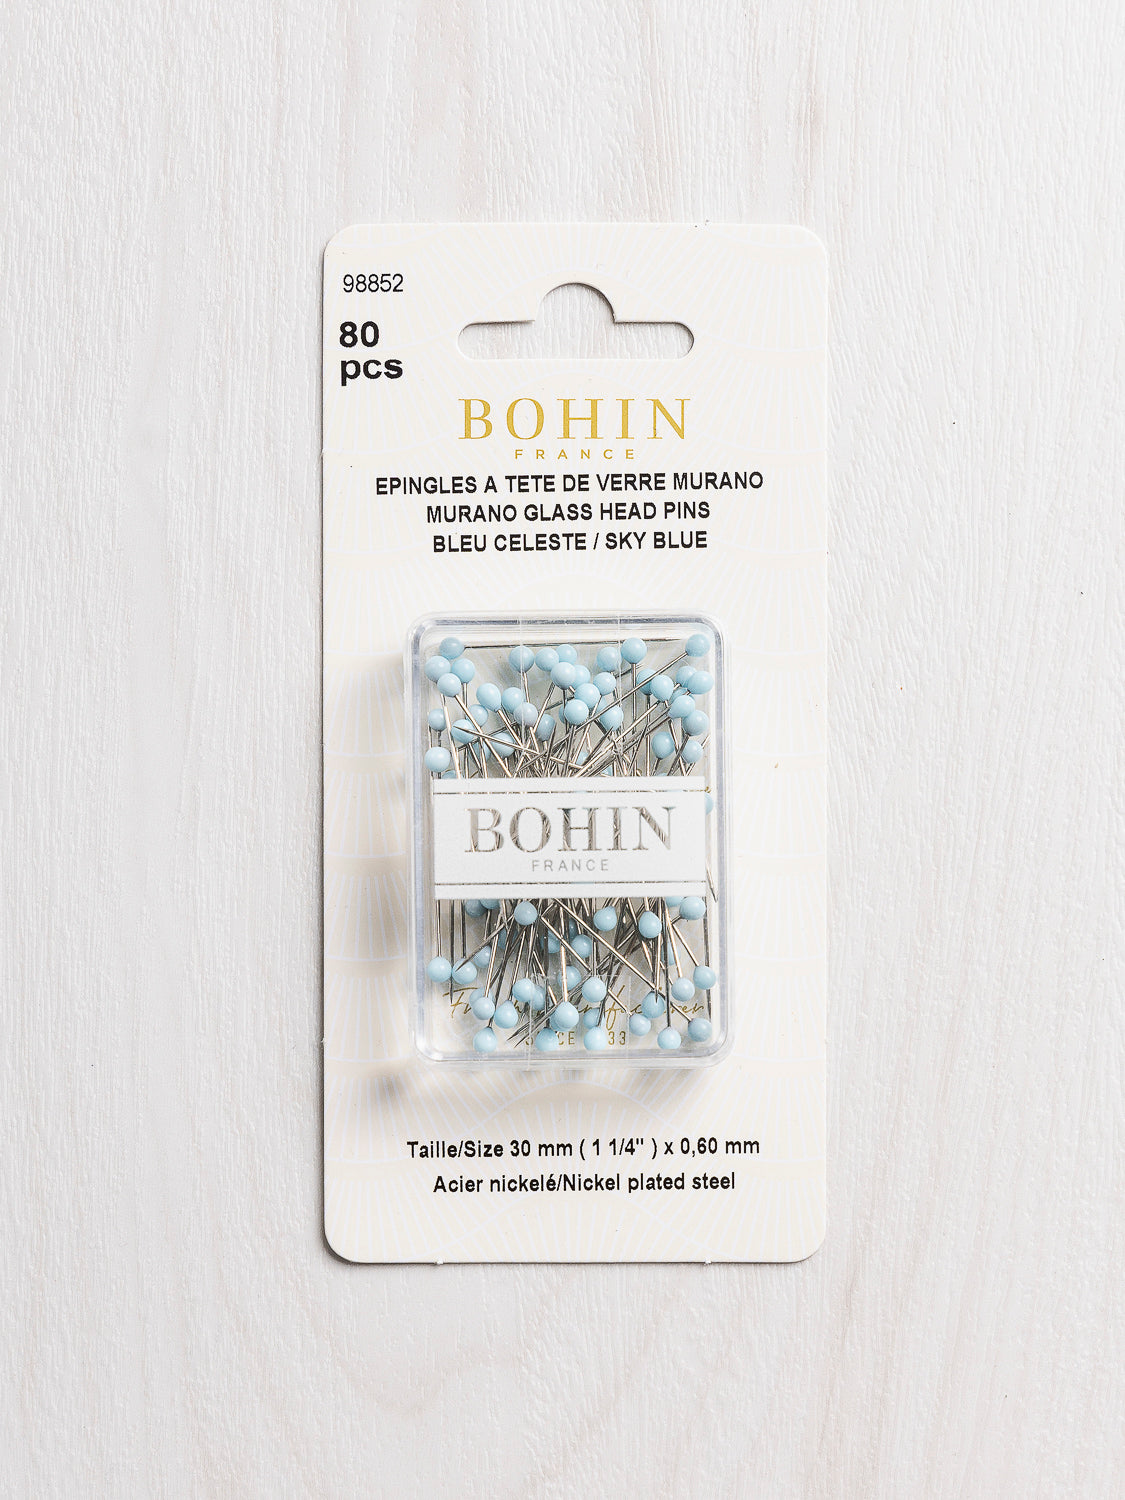 98852
80
pcs
BOHIN
FRANCE
EPINGLES A TETE DE VERRE MURANO
MURANO GLASS HEAD PINS
BLEU CELESTE / SKY BLUE
BOHIN
FRANCE
33
Taille/Size 30 mm ( 1 1/4" ) x 0,60 mm
Acier nickelé/Nickel plated steel